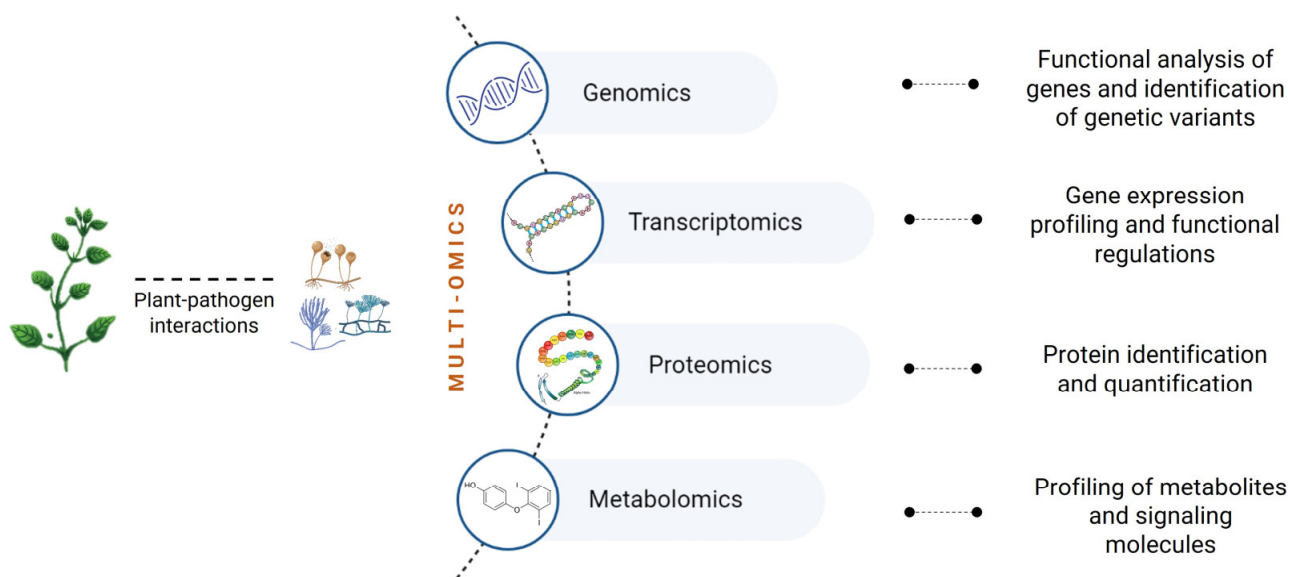 Genomics
Functional analysis of
genes and identification
of genetic variants
MULTI-OMICS
Transcriptomics
Gene expression
profiling and functional
regulations
Plant-pathogen
interactions
Proteomics
Protein identification
and quantification
Metabolomics
HO
I
O
I
Profiling of metabolites
and signaling
molecules